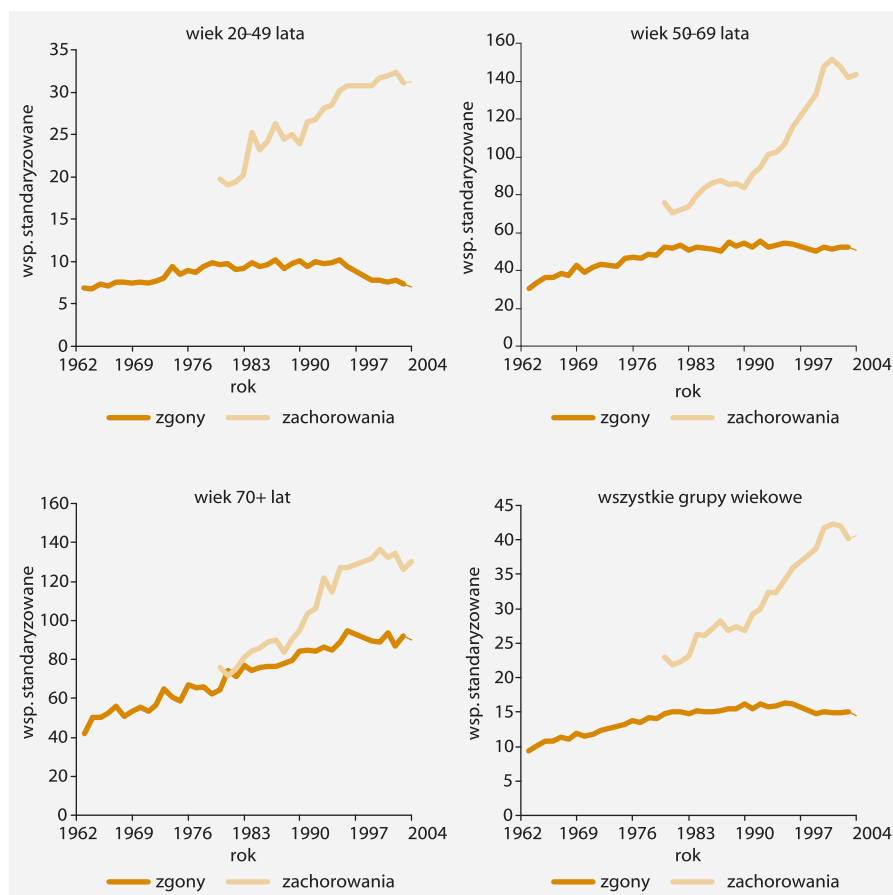 wiek 20-49 lata
wsp. standaryzowane
35
30
25
20
15
10
5
0
1962 1969 1976 1983 1990 1997 2004
rok
zgony zachorowania
wiek 50-69 lata
wsp. standaryzowane
160
140
120
100
80
60
40
20
0
1962 1969 1976 1983 1990 1997 2004
rok
zgony zachorowania
wiek 70+ lat
wsp. standaryzowane
160
140
120
100
80
60
40
20
0
1962 1969 1976 1983 1990 1997 2004
rok
zgony zachorowania
wszystkie grupy wiekowe
wsp. standaryzowane
45
40
35
30
25
20
15
10
5
0
1962 1969 1976 1983 1990 1997 2004
rok
zgony zachorowania